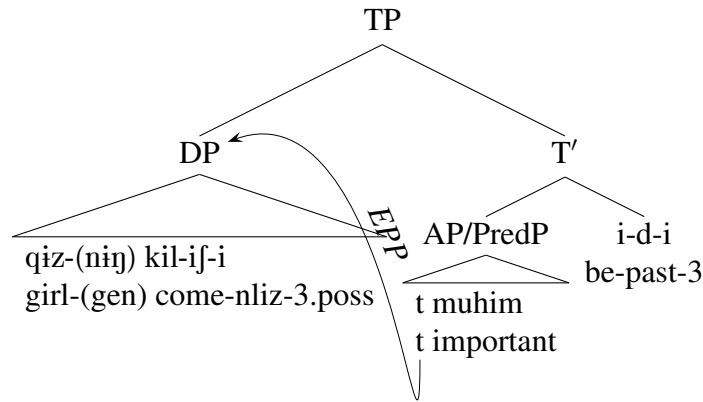 TP
DP
T′
EPP
AP/PredP
i-d-i
be-past-3
qɨz-(nɨŋ) kil-iʃ-i
girl-(gen) come-nliz-3.poss
t muhim
t important